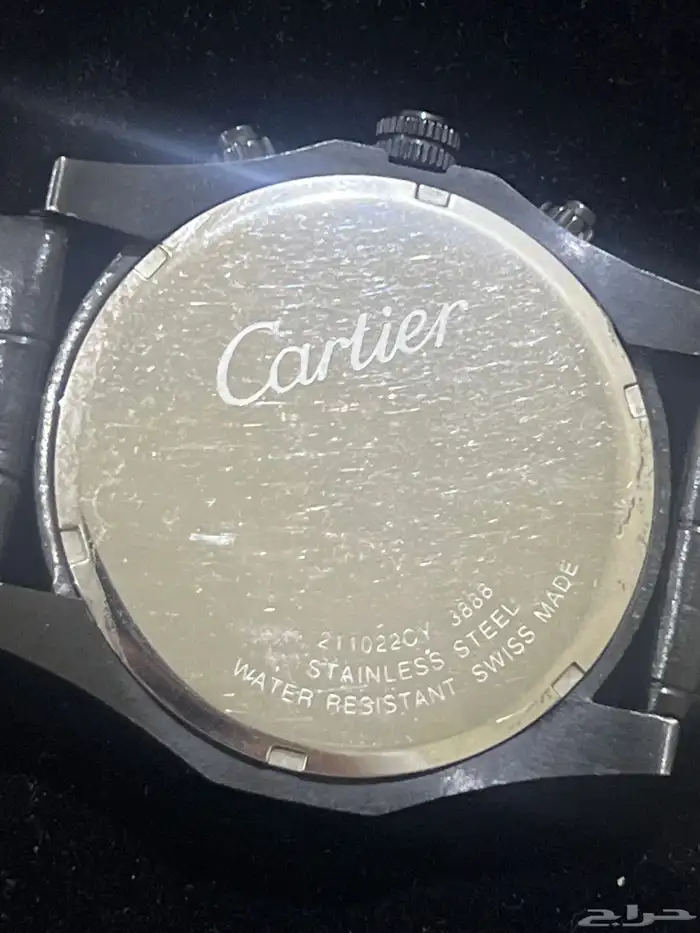 Cartier
211022CY 3888
STAINLESS STEEL
WATER RESISTANT SWISS MADE
حراج